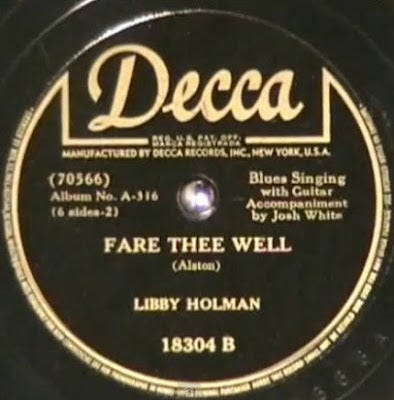 Decca
REG. U.S. PAT. OFF.
MARCA REGISTRADA
MANUFACTURED BY DECCA RECORDS, INC., NEW YORK, U.S.A.
(70566)
Album No. A-316
(6 sides-2)
Blues Singing
with Guitar
Accompaniment
by Josh White
FARE THEE WELL
(Alston)
LIBBY HOLMAN
18304 B